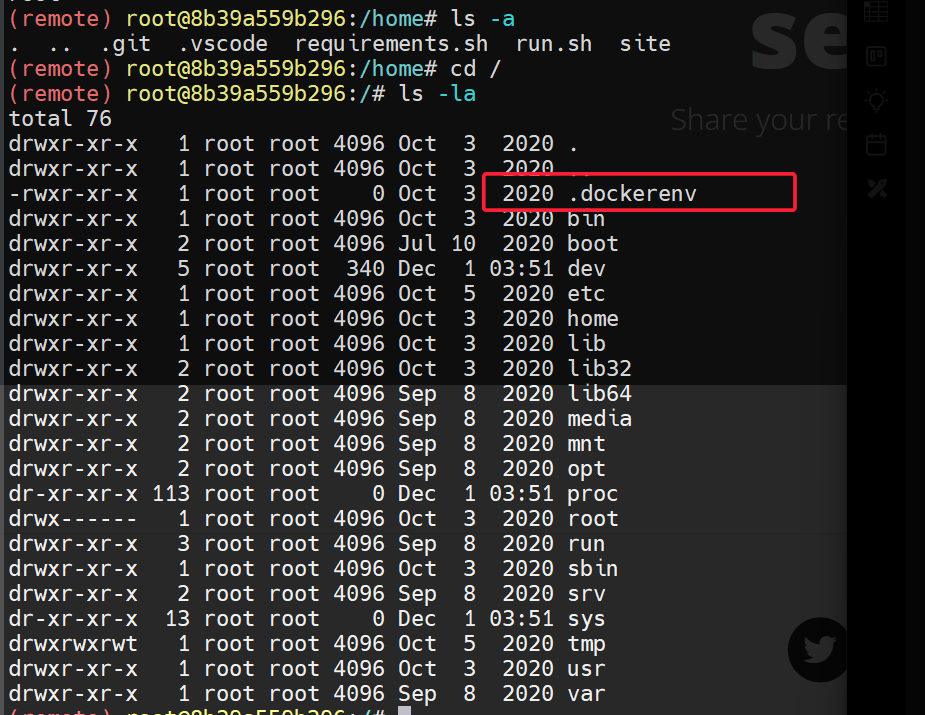 (remote) root@8b39a559b296:/home# ls -a
. .. .git .vscode requirements.sh run.sh site
(remote) root@8b39a559b296:/home# cd /
(remote) root@8b39a559b296:/# ls -la
total 76
drwxr-xr-x 1 root root 4096 Oct 3 2020 .
drwxr-xr-x 1 root root 4096 Oct 3 2020 ..
-rwxr-xr-x 1 root root 0 Oct 3 2020 .dockerenv
drwxr-xr-x 1 root root 4096 Oct 3 2020 bin
drwxr-xr-x 2 root root 4096 Jul 10 2020 boot
drwxr-xr-x 5 root root 340 Dec 1 03:51 dev
drwxr-xr-x 1 root root 4096 Oct 5 2020 etc
drwxr-xr-x 1 root root 4096 Oct 3 2020 home
drwxr-xr-x 1 root root 4096 Oct 3 2020 lib
drwxr-xr-x 2 root root 4096 Oct 3 2020 lib32
drwxr-xr-x 2 root root 4096 Sep 8 2020 lib64
drwxr-xr-x 2 root root 4096 Sep 8 2020 media
drwxr-xr-x 2 root root 4096 Sep 8 2020 mnt
drwxr-xr-x 2 root root 4096 Sep 8 2020 opt
dr-xr-xr-x 113 root root 0 Dec 1 03:51 proc
drwx------ 1 root root 4096 Oct 3 2020 root
drwxr-xr-x 3 root root 4096 Sep 8 2020 run
drwxr-xr-x 1 root root 4096 Oct 3 2020 sbin
drwxr-xr-x 2 root root 4096 Sep 8 2020 srv
dr-xr-xr-x 13 root root 0 Dec 1 03:51 sys
drwxrwxrwt 1 root root 4096 Oct 5 2020 tmp
drwxr-xr-x 1 root root 4096 Oct 3 2020 usr
drwxr-xr-x 1 root root 4096 Sep 8 2020 var
(remote) root@8b39a559b296:/#
se
Share your re